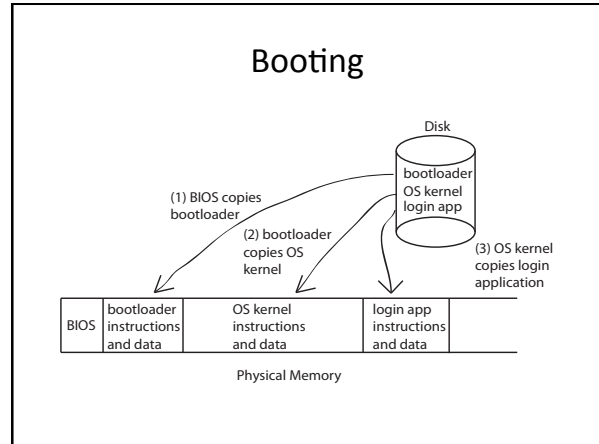 Booting
Disk
bootloader
OS kernel
login app
(1) BIOS copies
bootloader
(2) bootloader
copies OS
kernel
(3) OS kernel
copies login
application
BIOS
bootloader
instructions
and data
OS kernel
instructions
and data
login app
instructions
and data
Physical Memory